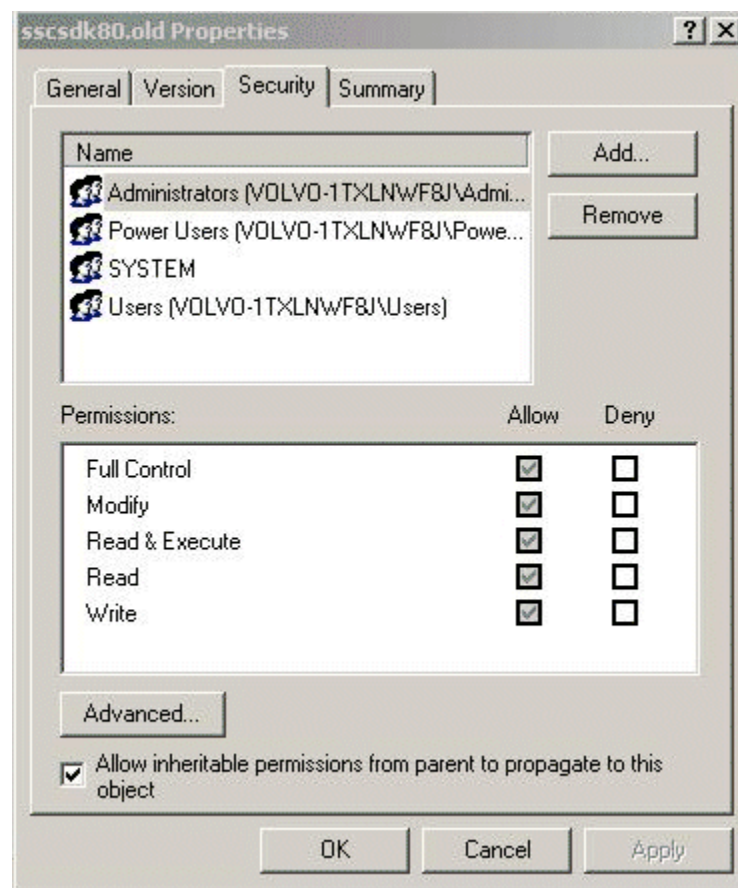 sscsdk80.old Properties
General Version Security Summary
Name
Add...
Administrators (VOLVO-1TXLNWF8J\Admi...
Remove
Power Users (VOLVO-1TXLNWF8J\Powe...
SYSTEM
Users (VOLVO-1TXLNWF8J\Users)
Permissions: Allow Deny
Full Control
Modify
Read & Execute
Read
Write
Advanced...
Allow inheritable permissions from parent to propagate to this
object
OK Cancel Apply